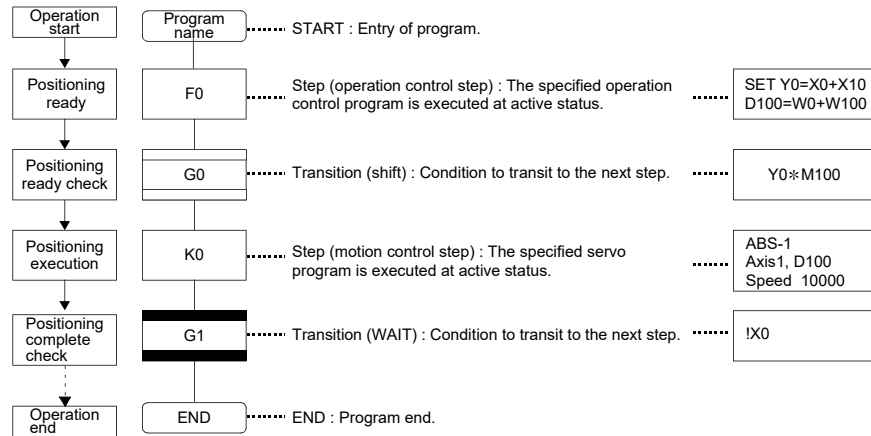 Operation
start
Program
name
START : Entry of program.
Positioning
ready
F0
Step (operation control step) : The specified operation
control program is executed at active status.
SET Y0=X0+X10
D100=W0+W100
Positioning
ready check
G0
Transition (shift) : Condition to transit to the next step.
Y0*M100
Positioning
execution
K0
Step (motion control step) : The specified servo
program is executed at active status.
ABS-1
Axis1, D100
Speed 10000
Positioning
complete
check
G1
Transition (WAIT) : Condition to transit to the next step.
!X0
Operation
end
END
END : Program end.